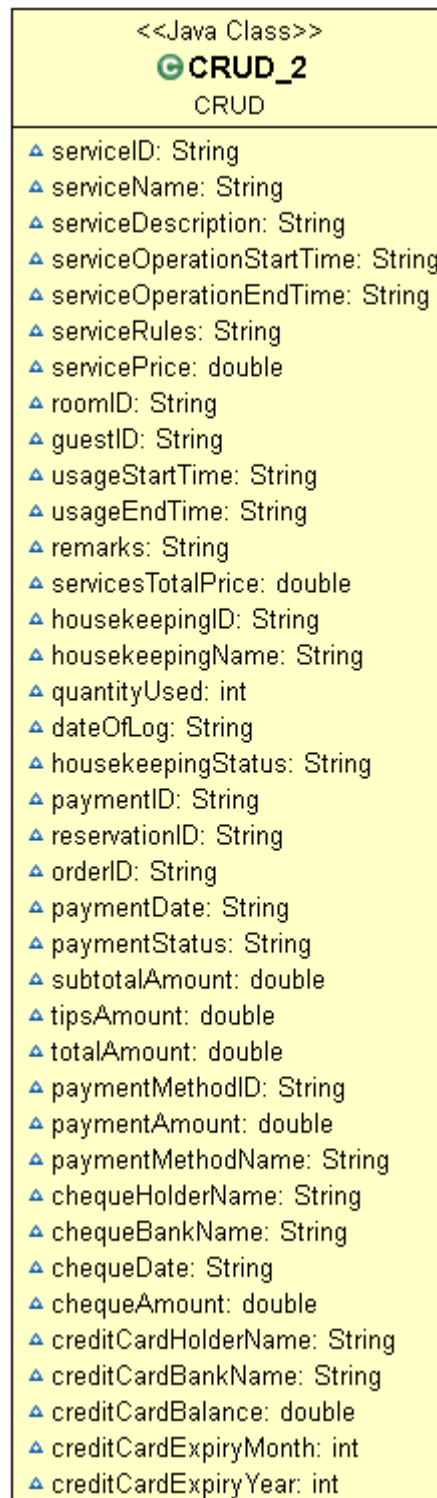 <<Java Class>>
C CRUD_2
CRUD
serviceID: String
serviceName: String
serviceDescription: String
serviceOperationStartTime: String
serviceOperationEndTime: String
serviceRules: String
servicePrice: double
roomID: String
guestID: String
usageStartTime: String
usageEndTime: String
remarks: String
servicesTotalPrice: double
housekeepingID: String
housekeepingName: String
quantityUsed: int
dateOfLog: String
housekeepingStatus: String
paymentID: String
reservationID: String
orderID: String
paymentDate: String
paymentStatus: String
subtotalAmount: double
tipsAmount: double
totalAmount: double
paymentMethodID: String
paymentAmount: double
paymentMethodName: String
chequeHolderName: String
chequeBankName: String
chequeDate: String
chequeAmount: double
creditCardHolderName: String
creditCardBankName: String
creditCardBalance: double
creditCardExpiryMonth: int
creditCardExpiryYear: int